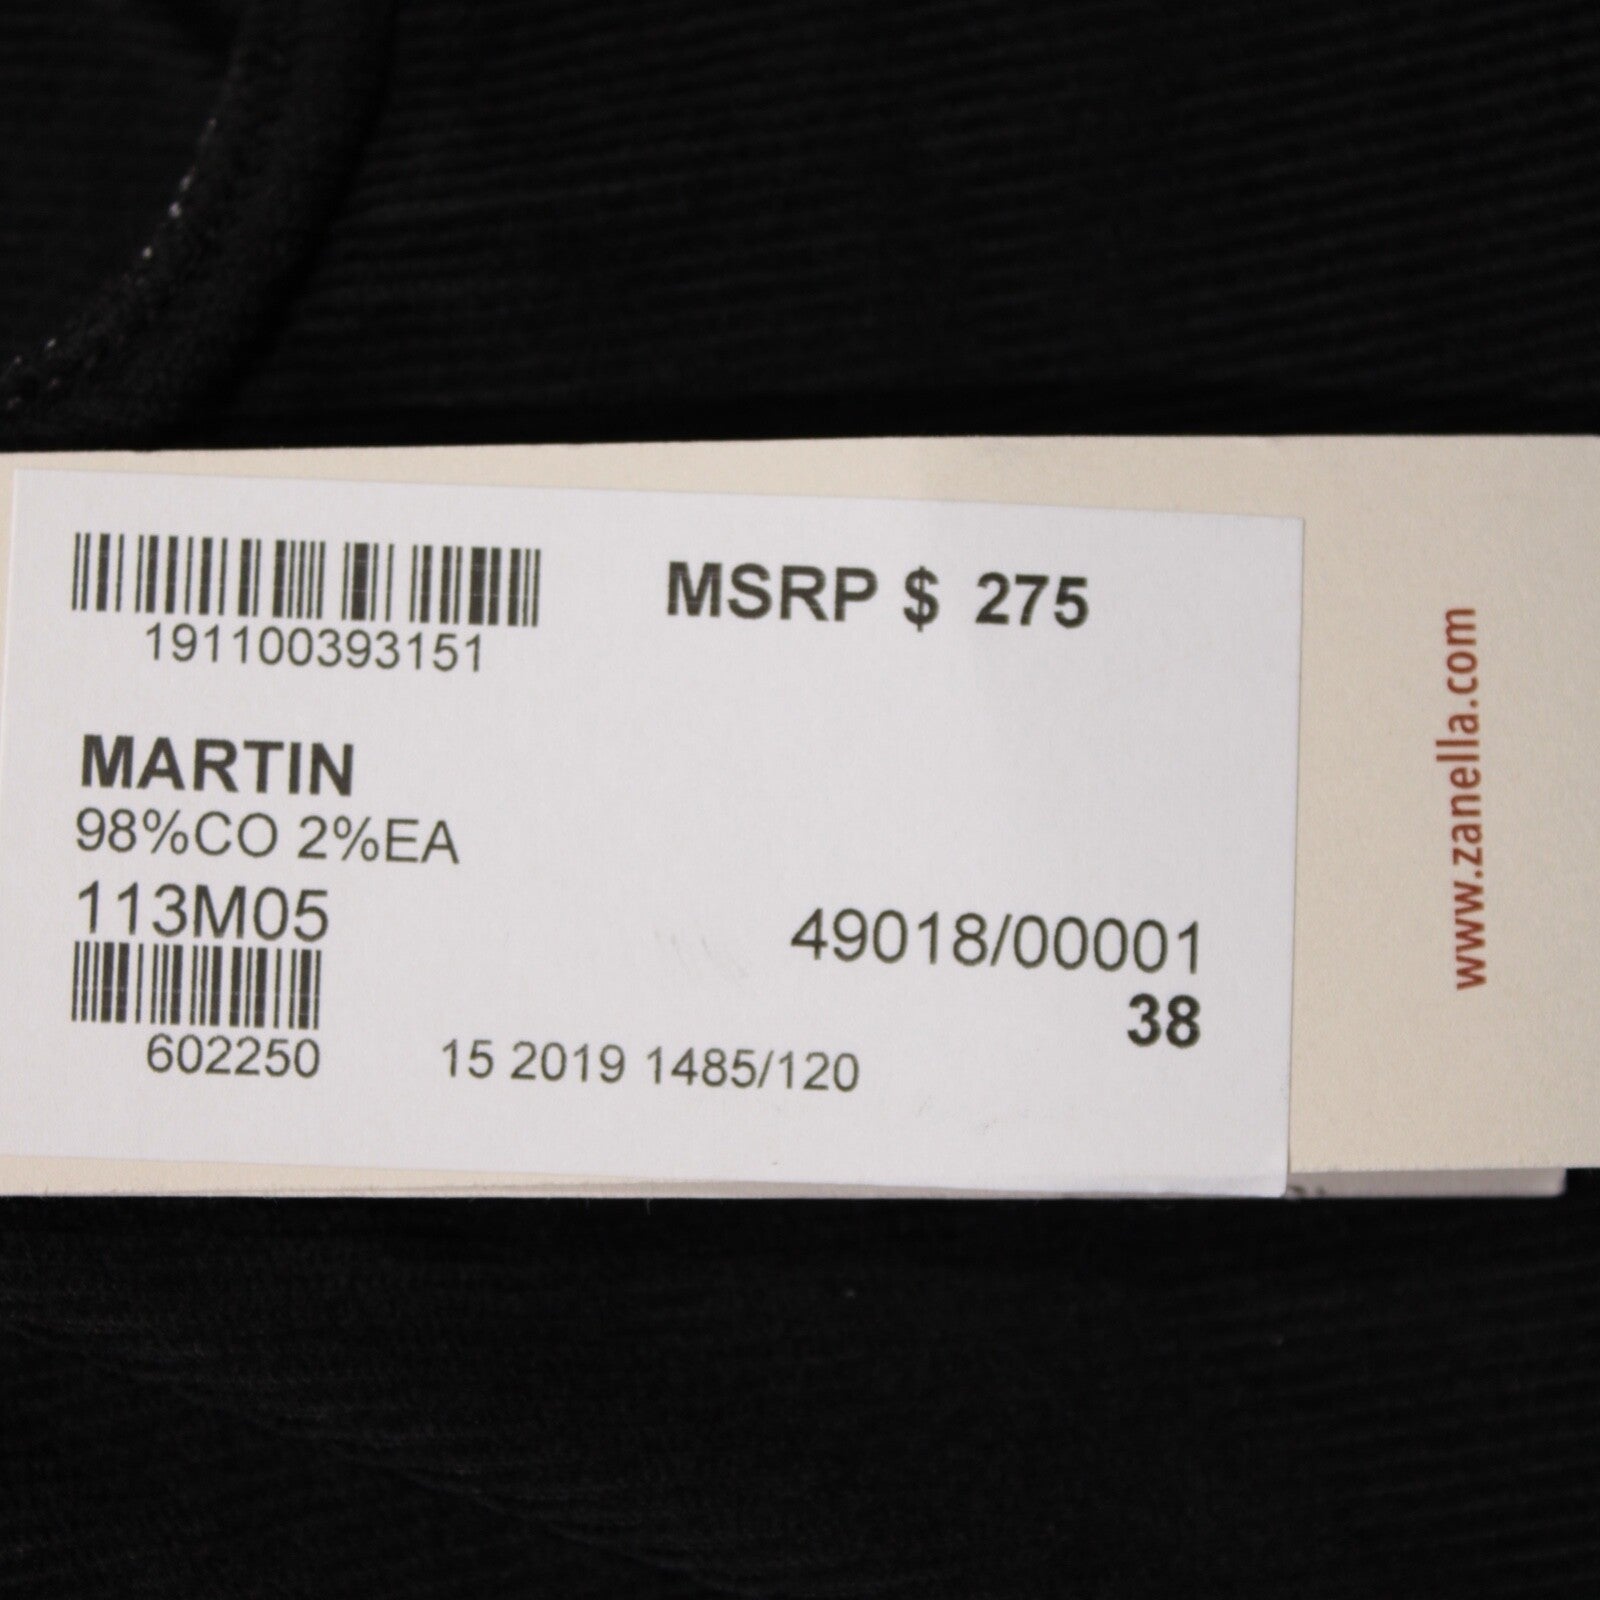 191100393151
MSRP $ 275
MARTIN
98%CO 2%EA
113M05
49018/00001
38
602250
15 2019 1485/120
www.zanella.com